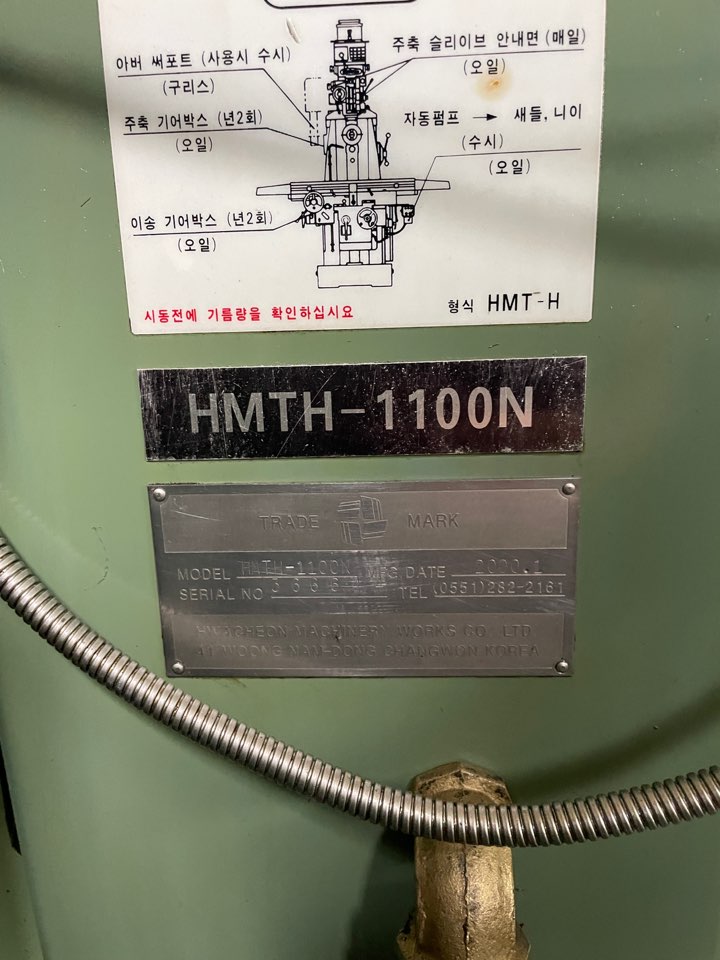 아버 써포트 (사용시 수시)
(구리스)
주축 슬리이브 안내면 (매일)
(오일)
주축 기어박스 (년2회)
(오일)
자동펌프 → 새들, 니이
(수시)
(오일)
이송 기어박스 (년2회)
(오일)
시동전에 기름량을 확인하십시요
형식 HMT-H
HMTH-1100N
TRADE MARK
MODEL HMTH-1100N MFG DATE 2020.1
SERIAL NO TEL (0551)282-2161
HWACHEON MACHINERY WORKS CO. LTD
41 WOONG NAM-DONG CHANGWON KOREA